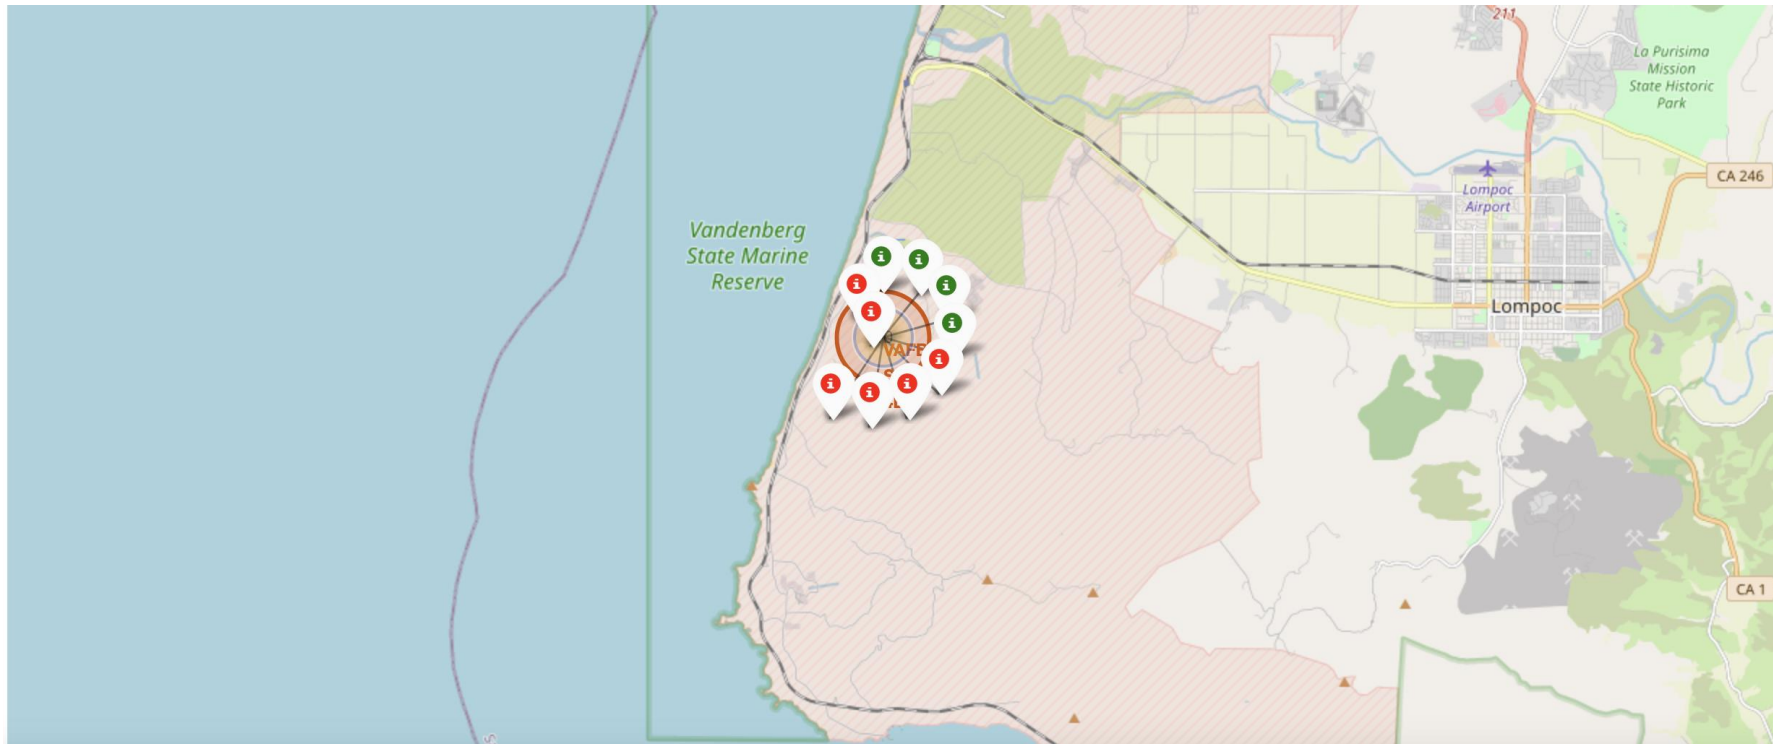 211
La Purisima
Mission
State Historic
Park
CA 246
Lompoc
Airport
Vandenberg
State Marine
Reserve
Lompoc
CA 1